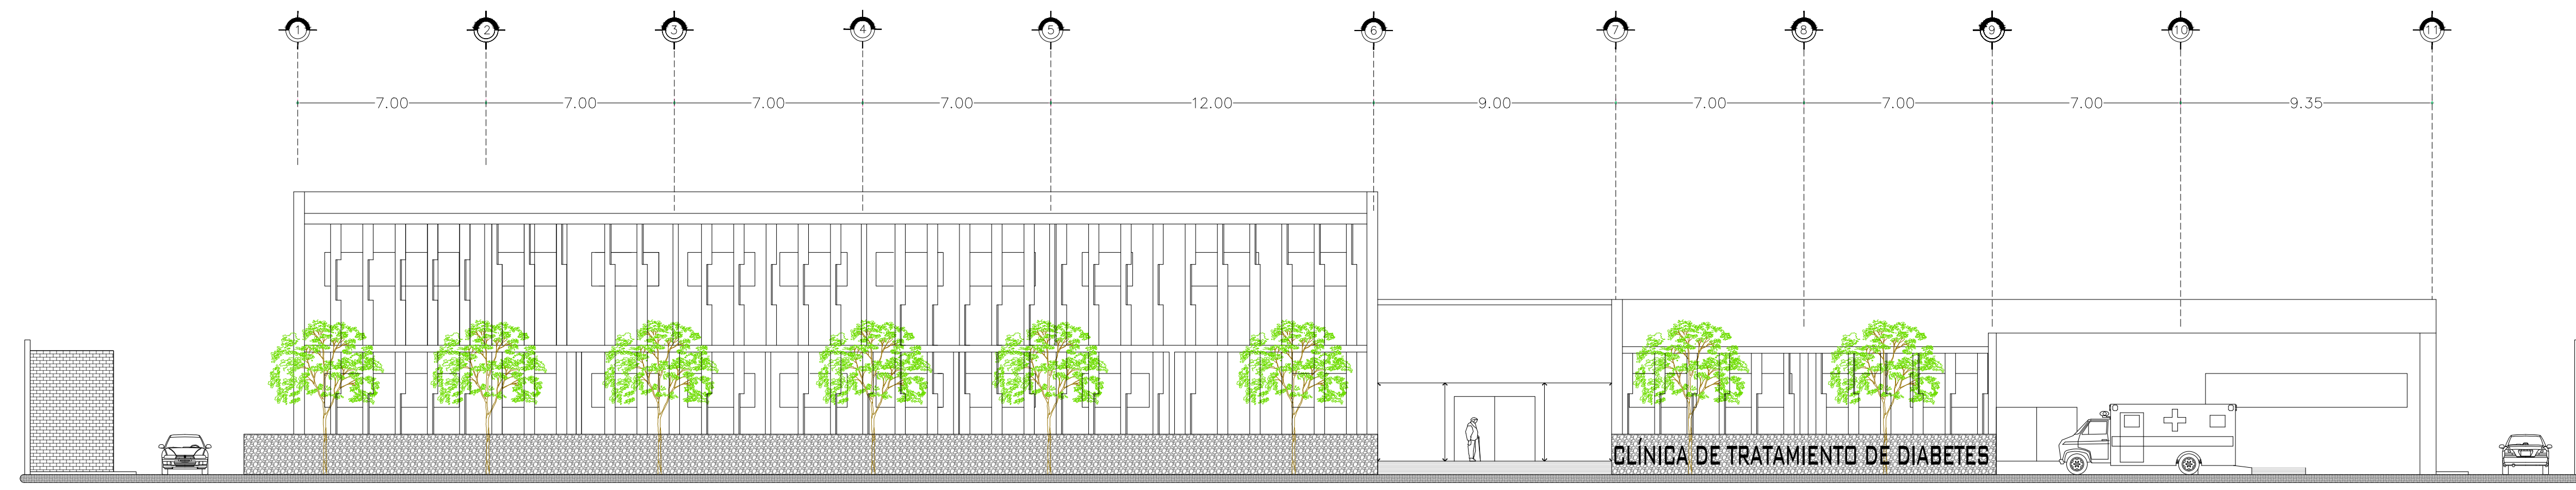 1 2 3 4 5 6 7 8 9 10 11
7.00 7.00 7.00 7.00 12.00 9.00 7.00 7.00 7.00 9.35
CLÍNICA DE TRATAMIENTO DE DIABETES